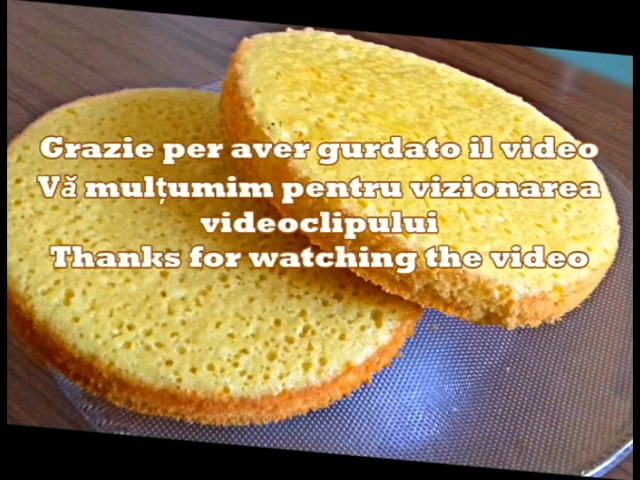 Grazie per aver gurdato il video
Vă mulțumim pentru vizionarea
videoclipului
Thanks for watching the video